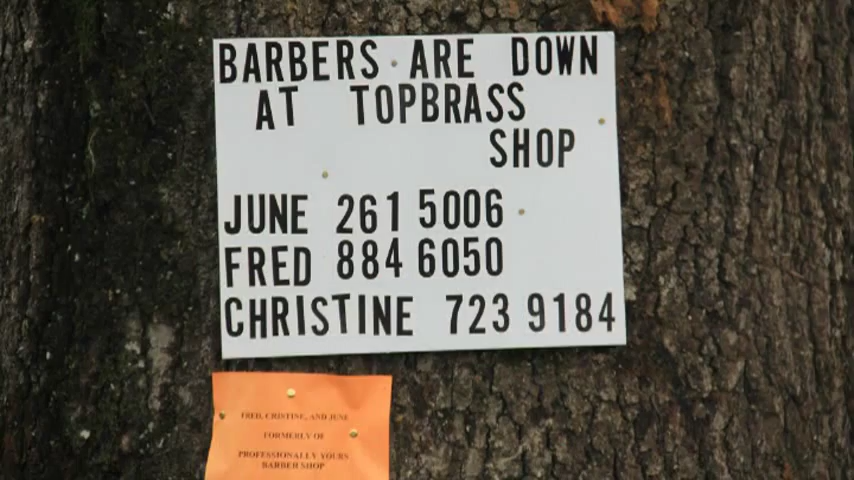 BARBERS ARE DOWN
AT TOPBRASS
SHOP
JUNE 261 5006
FRED 884 6050
CHRISTINE 723 9184
FRED, CRISTINE, AND JUNE
FORMERLY OF
PROFESSIONALLY YOURS
BARBER SHOP